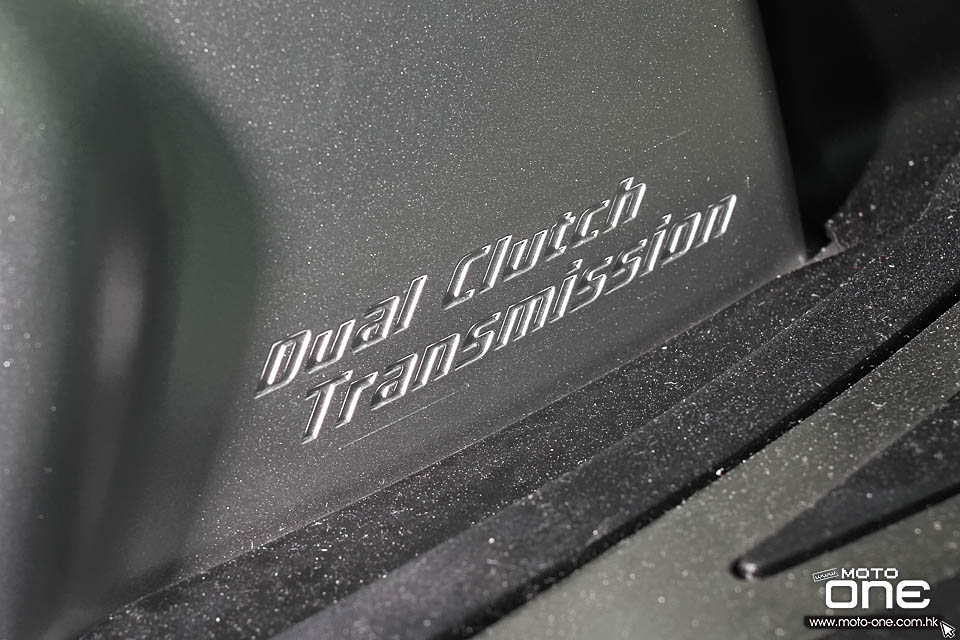 Dual Clutch
Transmission
www.
MOTO
ONE
www.moto-one.com.hk